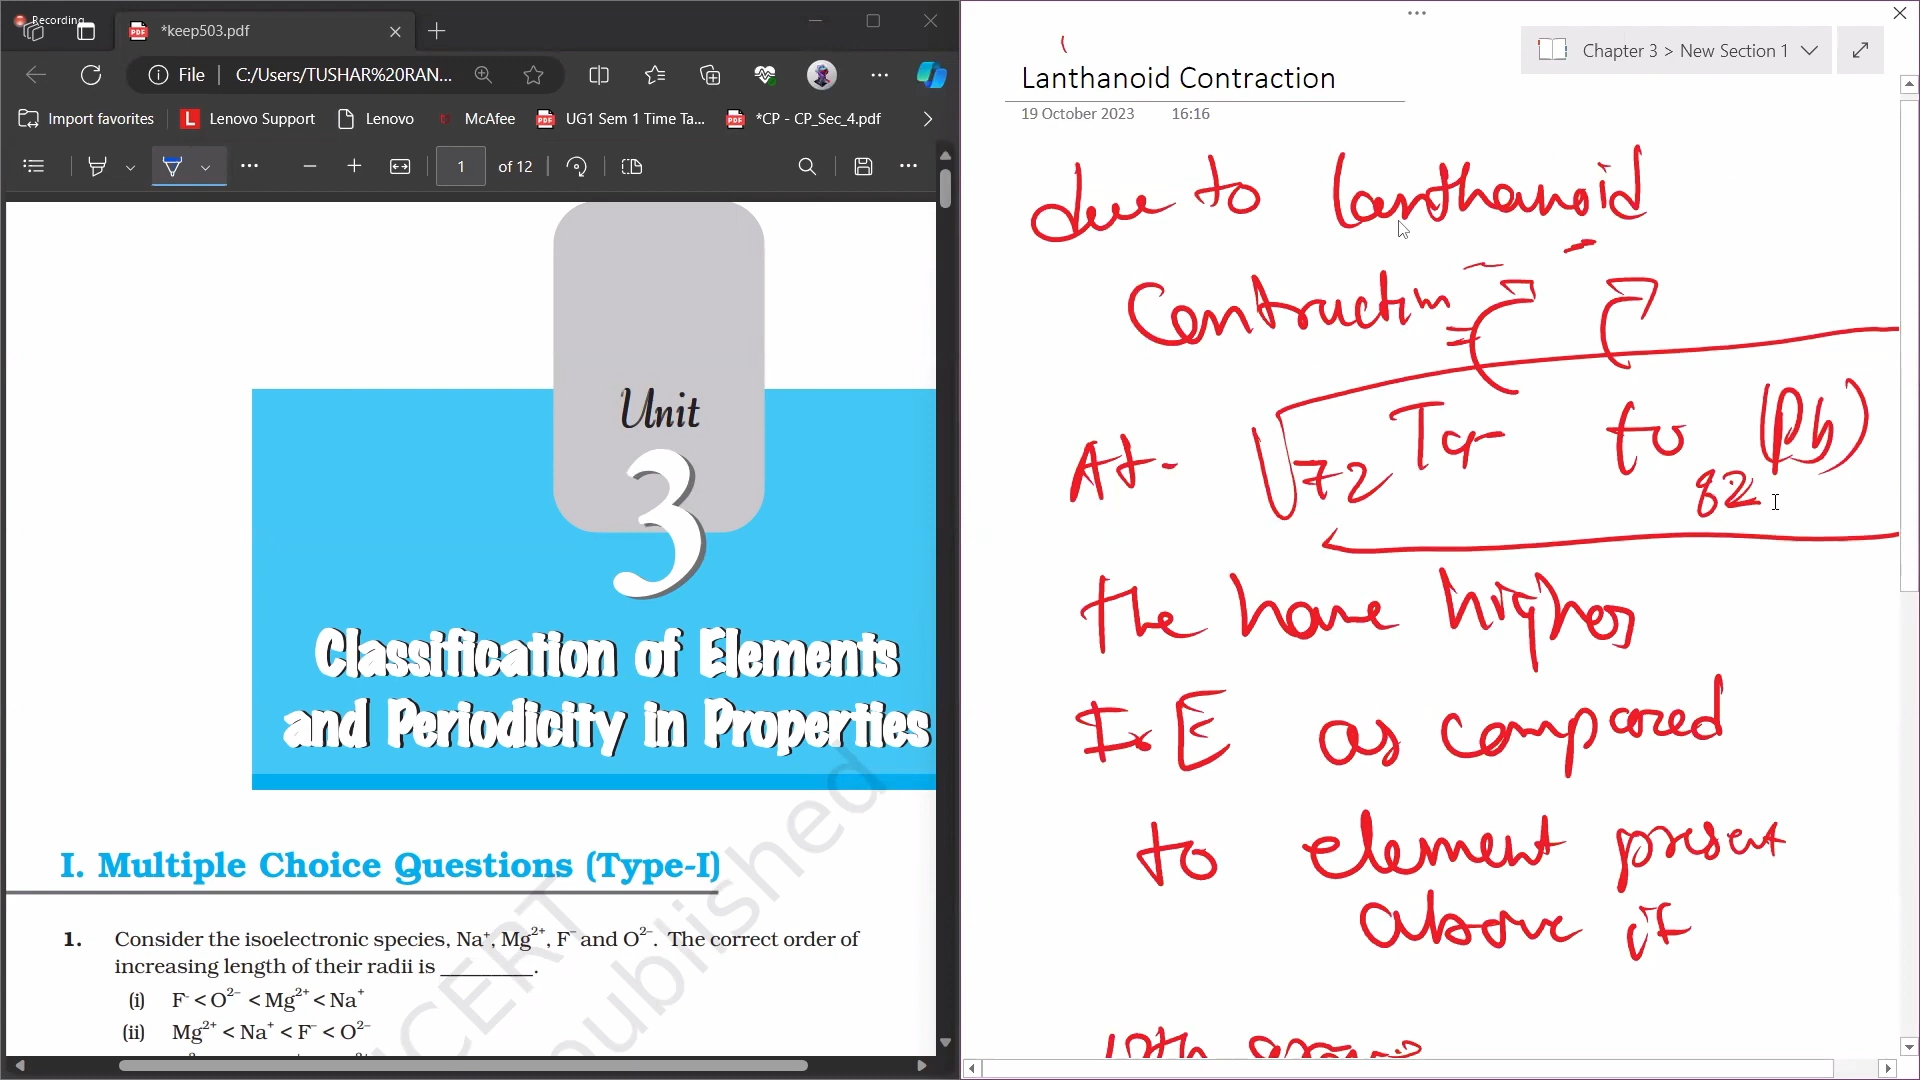 Recording
*keep503.pdf
File
C:/Users/TUSHAR%20RAN...
Import favorites
Lenovo Support
Lenovo
McAfee
UG1 Sem 1 Time Ta...
*CP - CP_Sec_4.pdf
1 of 12
Unit
3
Classification of Elements
and Periodicity in Properties
I. Multiple Choice Questions (Type-I)
1. Consider the isoelectronic species, Na⁺, Mg²⁺, F⁻ and O²⁻. The correct order of
increasing length of their radii is ________.
(i) F⁻ < O²⁻ < Mg²⁺ < Na⁺
(ii) Mg²⁺ < Na⁺ < F⁻ < O²⁻
NCERT
published
Chapter 3 > New Section 1
Lanthanoid Contraction
19 October 2023 16:16
due to lanthanoid
Contruction
At- 72 Ta to 82 (Pb)
the have higher
I.E as compared
to element present
above it